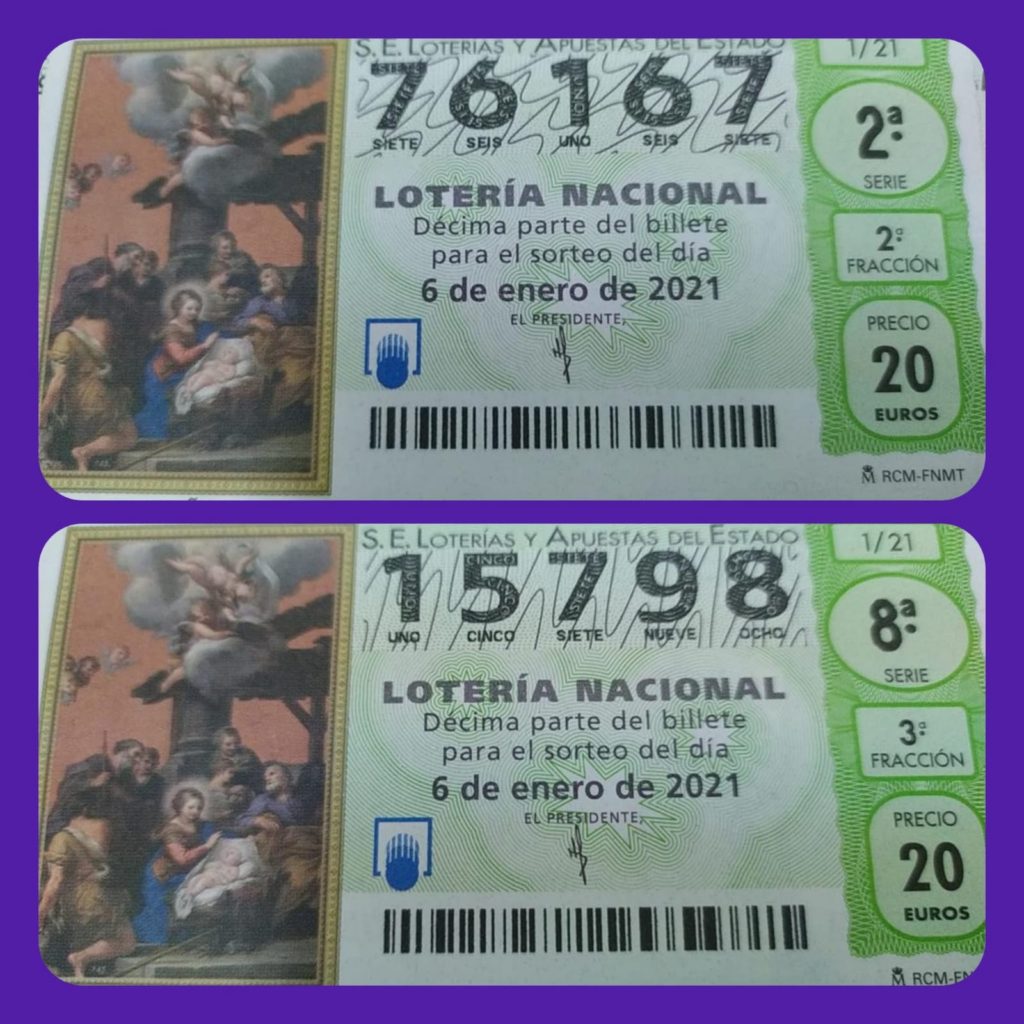 S.E. LOTERÍAS Y APUESTAS DEL ESTADO
76167
SIETE SEIS UNO SEIS SIETE
LOTERÍA NACIONAL
Décima parte del billete
para el sorteo del día
6 de enero de 2021
EL PRESIDENTE,
1/21
2ª
SERIE
2ª
FRACCIÓN
PRECIO
20
EUROS
RCM-FNMT
S.E. LOTERÍAS Y APUESTAS DEL ESTADO
15798
UNO CINCO SIETE NUEVE OCHO
LOTERÍA NACIONAL
Décima parte del billete
para el sorteo del día
6 de enero de 2021
EL PRESIDENTE,
1/21
8ª
SERIE
3ª
FRACCIÓN
PRECIO
20
EUROS
RCM-FN